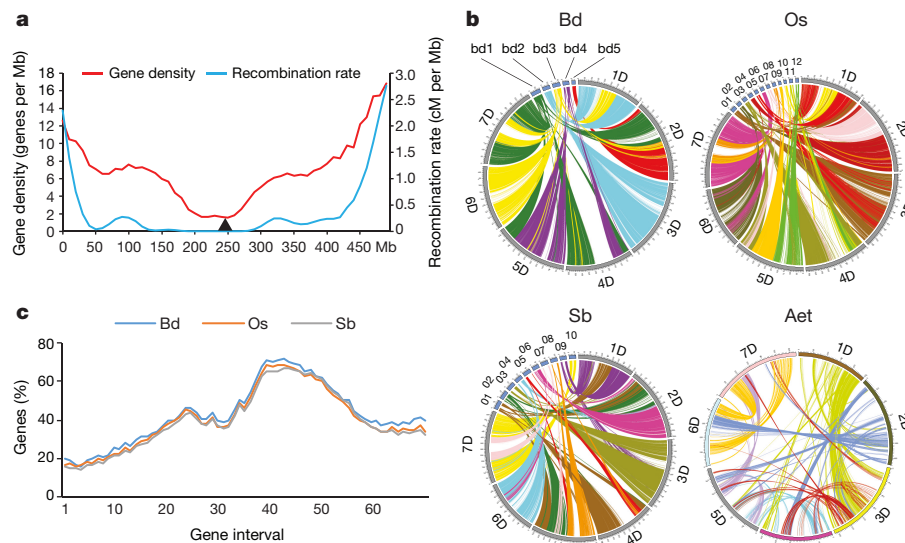 a
Gene density
Recombination rate
Gene density (genes per Mb)
18
16
14
12
10
8
6
4
2
0
3.0
2.5
2.0
1.5
1.0
0.5
0
Recombination rate (cM per Mb)
0 50 100 150 200 250 300 350 400 450 Mb
b
Bd
bd1 bd2 bd3 bd4 bd5
1D
2D
3D
4D
5D
6D
7D
Os
01 02 03 04 05 06 07 08 09 10 11 12
1D
4D
5D
6D
7D
c
Bd Os Sb
Genes (%)
80
60
40
20
0
1 10 20 30 40 50 60
Gene interval
Sb
01 02 03 04 05 06 07 08 09 10
1D
2D
3D
4D
5D
6D
7D
Aet
1D
3D
5D
6D
7D